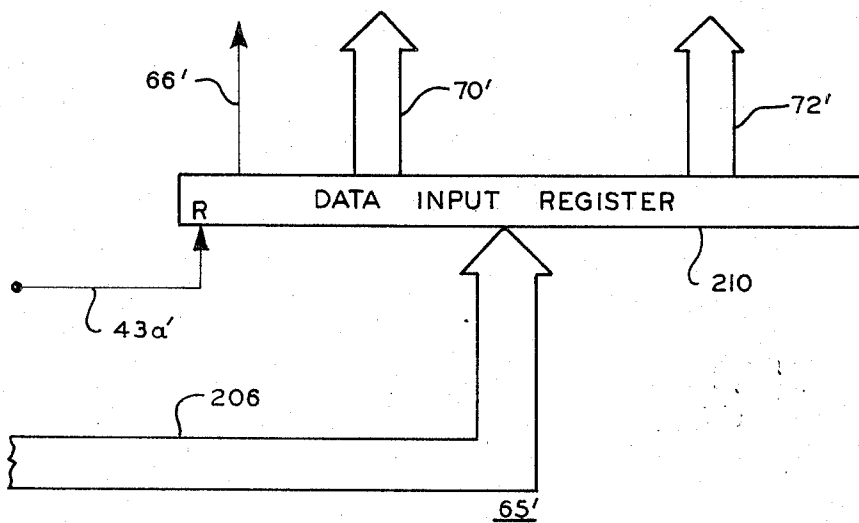 66'
70'
72'
R
DATA INPUT REGISTER
210
43a'
206
65'